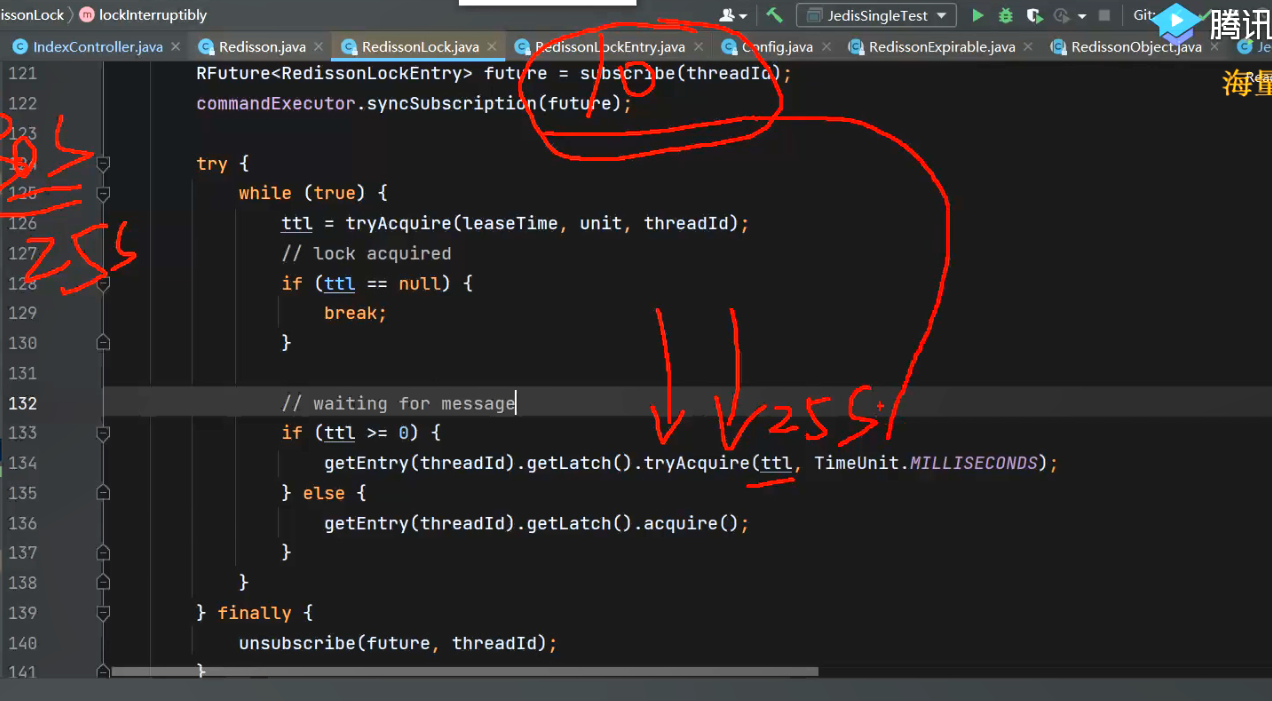 issonLock lockInterruptibly JedisSingleTest Git: 腾讯
IndexController.java Redisson.java RedissonLock.java RedissonLockEntry.java Config.java RedissonExpirable.java RedissonObject.java Je
121 RFuture<RedissonLockEntry> future = subscribe(threadId);
海量
122 commandExecutor.syncSubscription(future);
10
123
124 try {
125 while (true) {
126 ttl = tryAcquire(leaseTime, unit, threadId);
127 // lock acquired
25s
128 if (ttl == null) {
129 break;
130 }
131
132 // waiting for message
25s
133 if (ttl >= 0) {
134 getEntry(threadId).getLatch().tryAcquire(ttl, TimeUnit.MILLISECONDS);
135 } else {
136 getEntry(threadId).getLatch().acquire();
137 }
138 }
139 } finally {
140 unsubscribe(future, threadId);
141 }